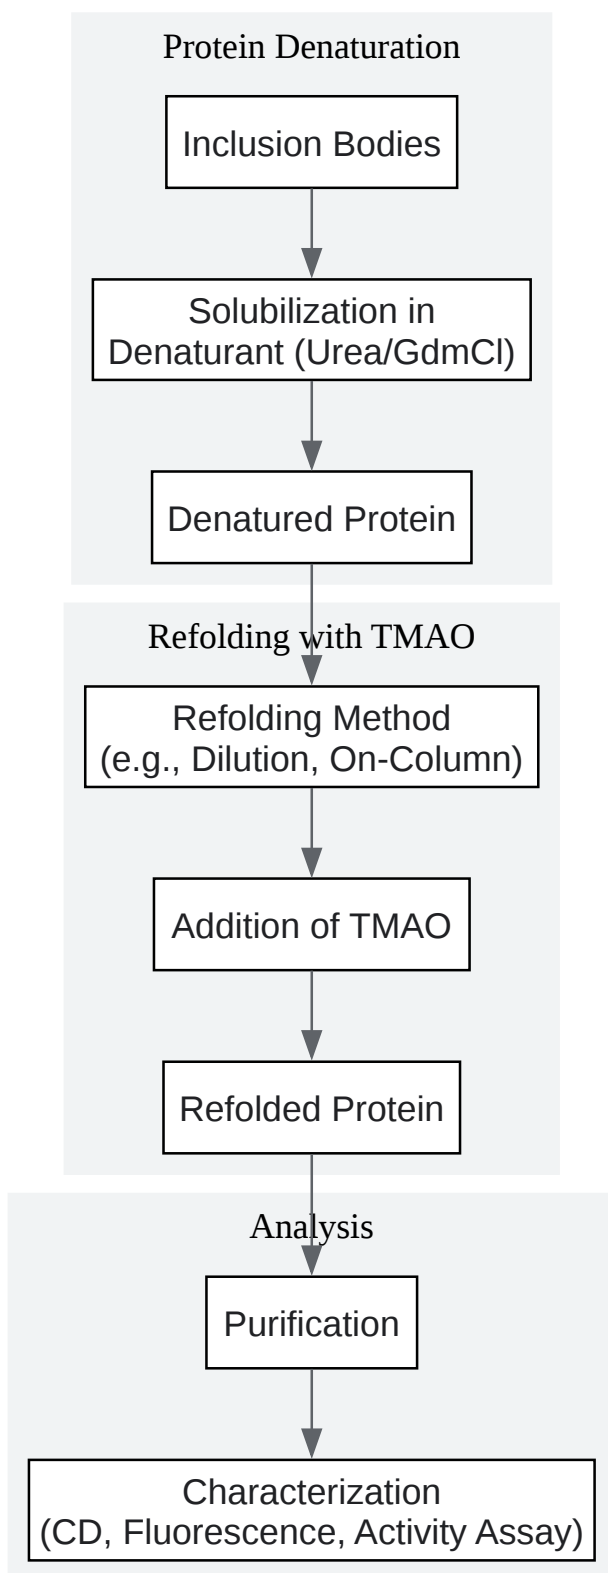 Protein Denaturation
Inclusion Bodies
Solubilization in
Denaturant (Urea/GdmCl)
Denatured Protein
Refolding with TMAO
Refolding Method
(e.g., Dilution, On-Column)
Addition of TMAO
Refolded Protein
Analysis
Purification
Characterization
(CD, Fluorescence, Activity Assay)